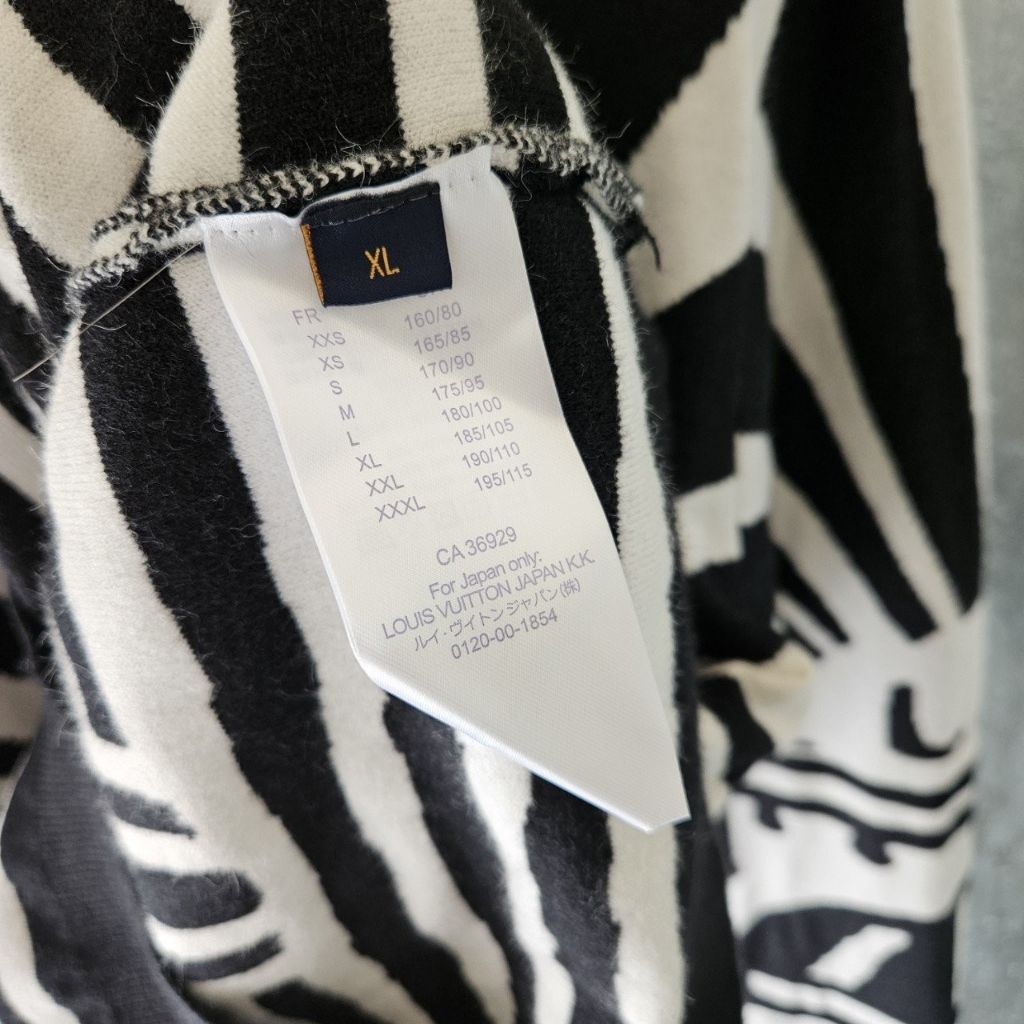 XL
FR
XXS 160/80
XS 165/85
S 170/90
M 175/95
L 180/100
XL 185/105
XXL 190/110
XXXL 195/115
CA 36929
For Japan only:
LOUIS VUITTON JAPAN K.K.
ルイ・ヴィトン ジャパン(株)
0120-00-1854